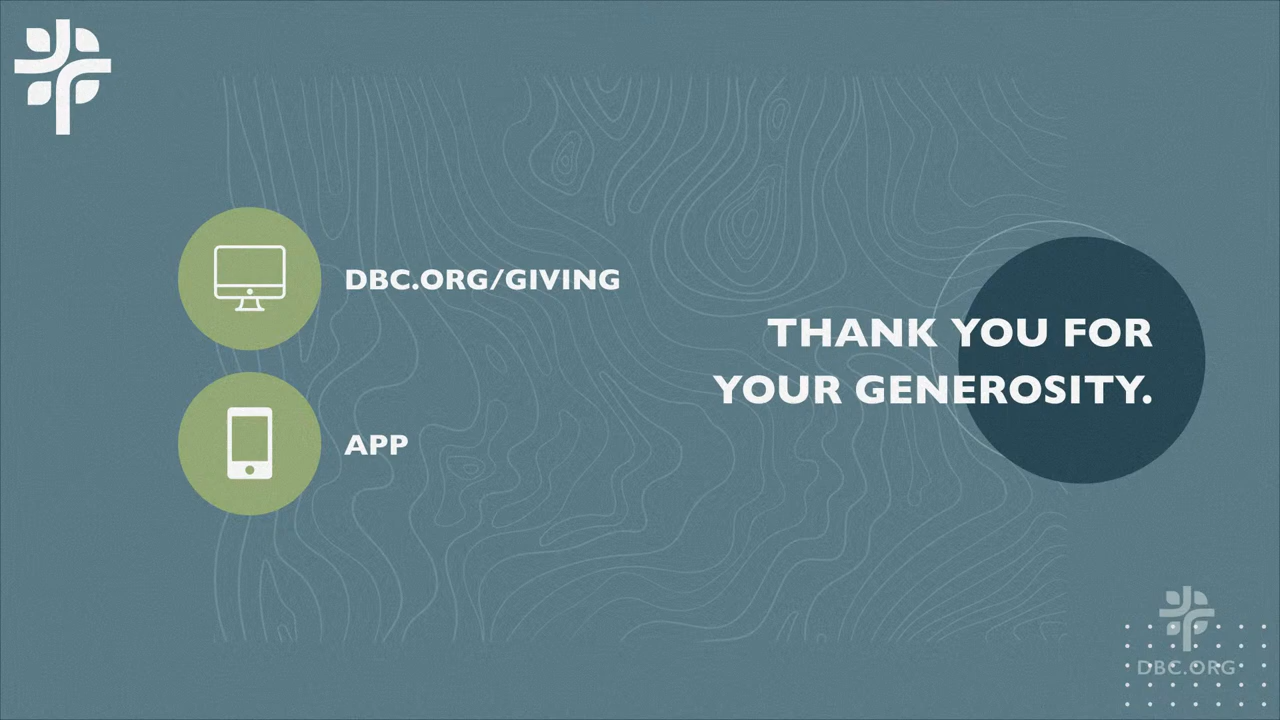 DBC.ORG/GIVING
APP
THANK YOU FOR
YOUR GENEROSITY.
DBC.ORG